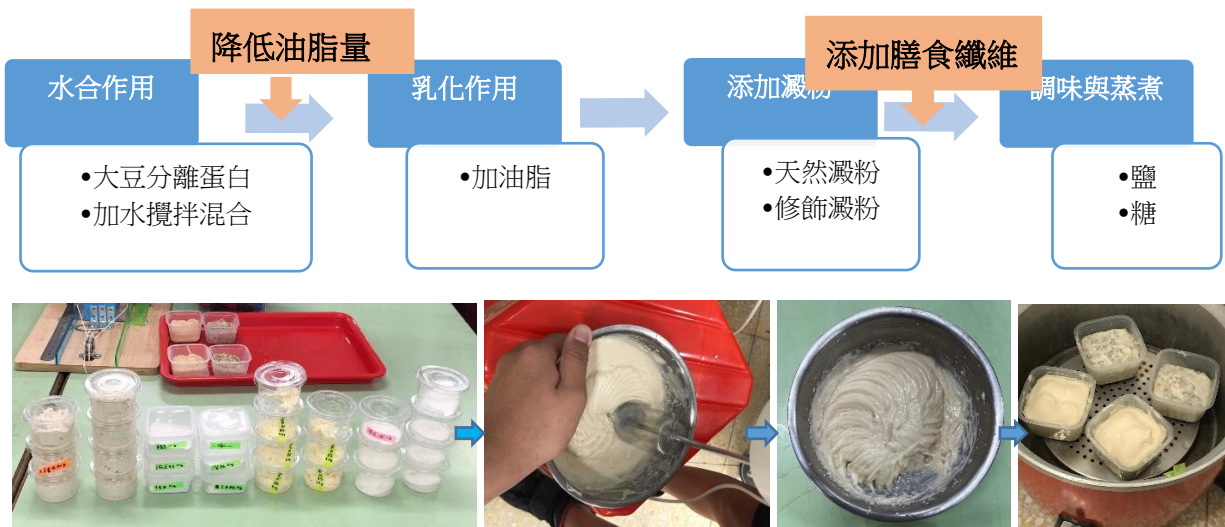 降低油脂量
添加膳食纖維
水合作用
乳化作用
添加澱粉
調味與蒸煮
•大豆分離蛋白
•加水攪拌混合
•加油脂
•天然澱粉
•修飾澱粉
•鹽
•糖